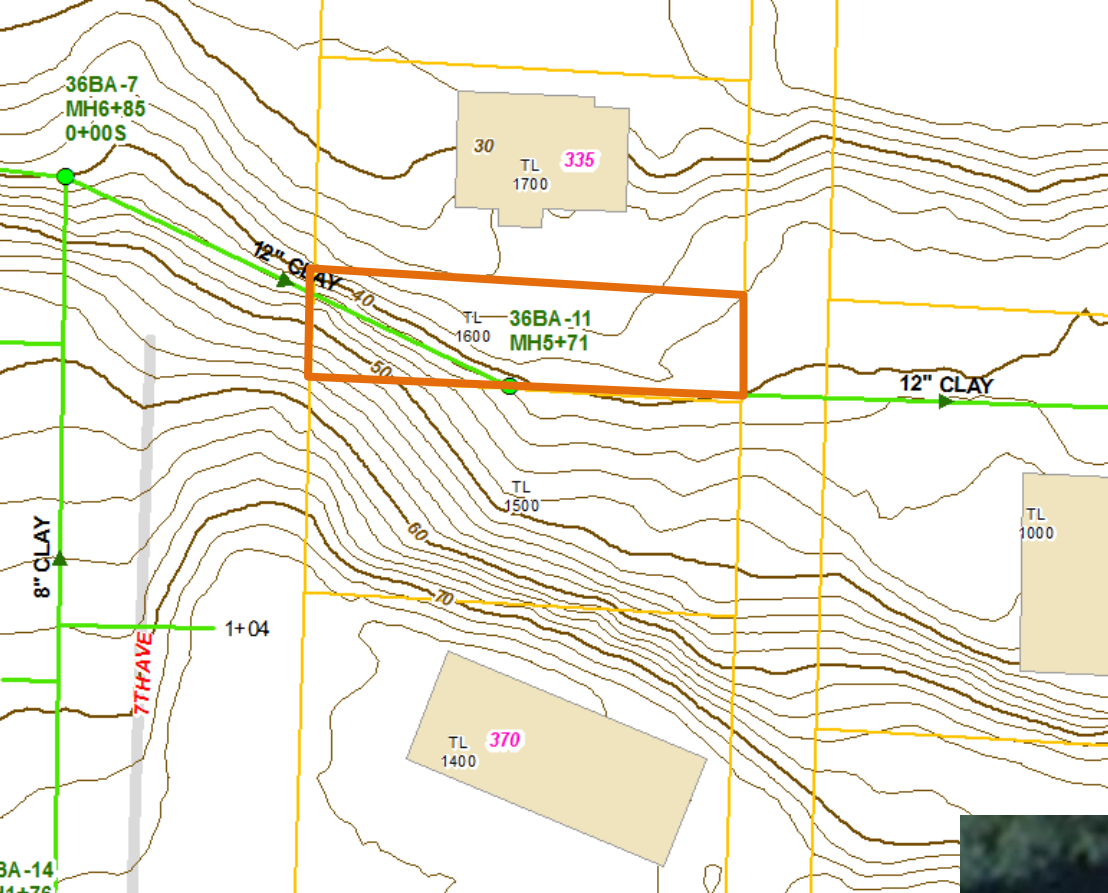 36BA-7
MH6+85
0+00S
30
TL
1700
335
12" CLAY
40
TL
1600
36BA-11
MH5+71
50
12" CLAY
TL
1500
TL
1000
60
8" CLAY
70
1+04
7TH AVE
TL
1400
370
BA-14